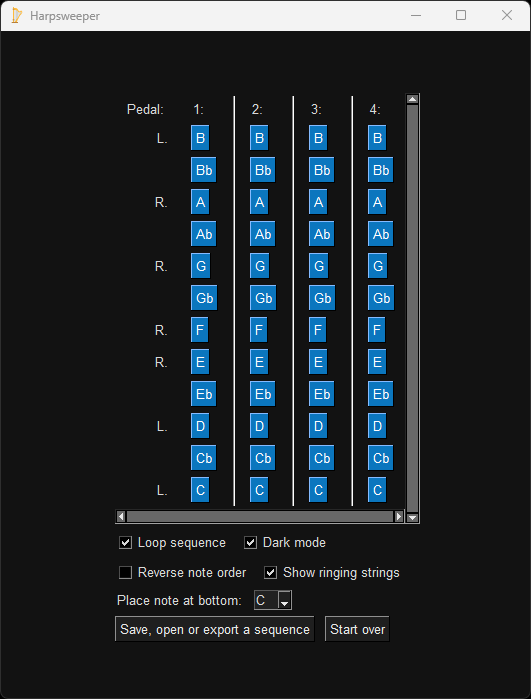 Harpsweeper
Pedal: 1: 2: 3: 4:
L. B B B B
Bb Bb Bb Bb
R. A A A A
Ab Ab Ab Ab
R. G G G G
Gb Gb Gb Gb
R. F F F F
R. E E E E
Eb Eb Eb Eb
L. D D D D
Cb Cb Cb Cb
L. C C C C
Loop sequence Dark mode
Reverse note order Show ringing strings
Place note at bottom: C
Save, open or export a sequence Start over